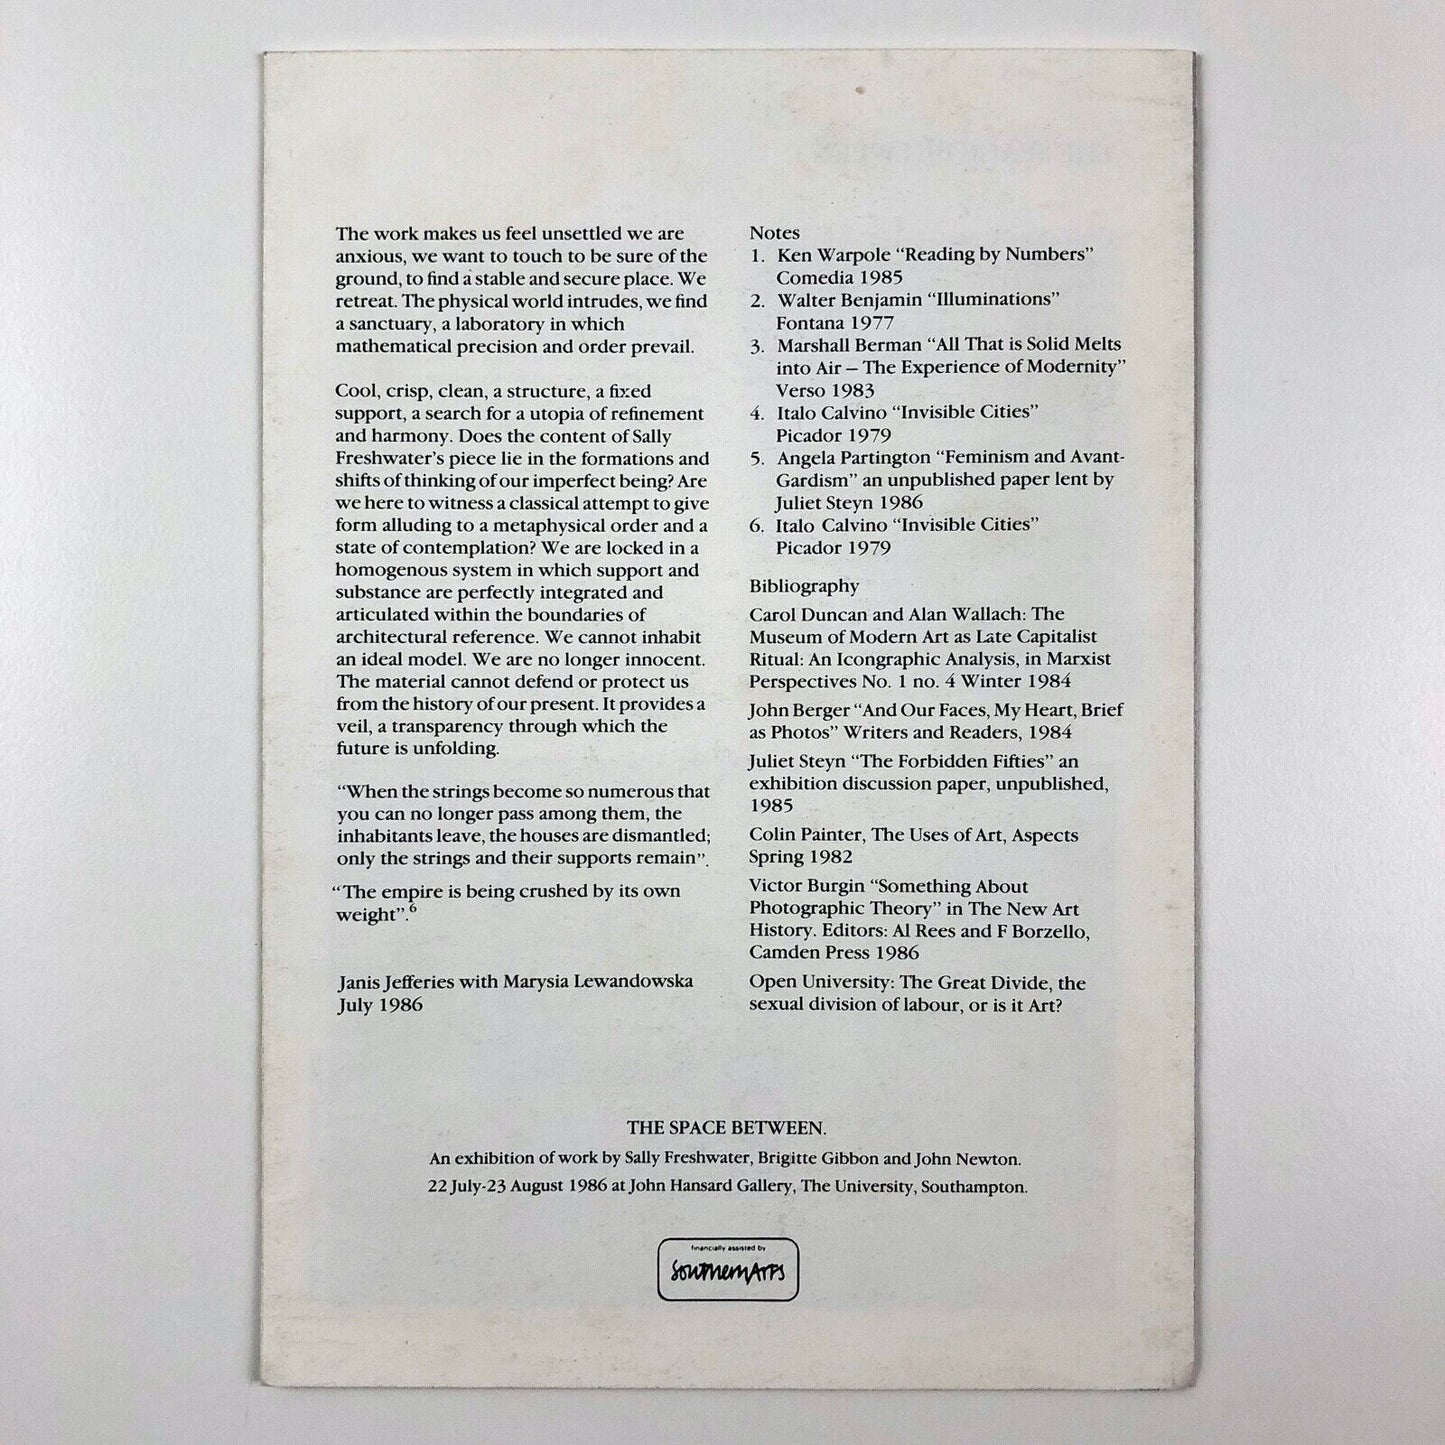 The work makes us feel unsettled we are
anxious, we want to touch to be sure of the
ground, to find a stable and secure place. We
retreat. The physical world intrudes, we find
a sanctuary, a laboratory in which
mathematical precision and order prevail.
Cool, crisp, clean, a structure, a fixed
support, a search for a utopia of refinement
and harmony. Does the content of Sally
Freshwater's piece lie in the formations and
shifts of thinking of our imperfect being? Are
we here to witness a classical attempt to give
form alluding to a metaphysical order and a
state of contemplation? We are locked in a
homogenous system in which support and
substance are perfectly integrated and
articulated within the boundaries of
architectural reference. We cannot inhabit
an ideal model. We are no longer innocent.
The material cannot defend or protect us
from the history of our present. It provides a
veil, a transparency through which the
future is unfolding.
"When the strings become so numerous that
you can no longer pass among them, the
inhabitants leave, the houses are dismantled;
only the strings and their supports remain".
"The empire is being crushed by its own
weight".6
Janis Jefferies with Marysia Lewandowska
July 1986
Notes
1. Ken Warpole "Reading by Numbers"
Comedia 1985
2. Walter Benjamin "Illuminations"
Fontana 1977
3. Marshall Berman "All That is Solid Melts
into Air – The Experience of Modernity"
Verso 1983
4. Italo Calvino "Invisible Cities"
Picador 1979
5. Angela Partington "Feminism and Avant-
Gardism" an unpublished paper lent by
Juliet Steyn 1986
6. Italo Calvino "Invisible Cities"
Picador 1979
Bibliography
Carol Duncan and Alan Wallach: The
Museum of Modern Art as Late Capitalist
Ritual: An Icongraphic Analysis, in Marxist
Perspectives No. 1 no. 4 Winter 1984
John Berger "And Our Faces, My Heart, Brief
as Photos" Writers and Readers, 1984
Juliet Steyn "The Forbidden Fifties" an
exhibition discussion paper, unpublished,
1985
Colin Painter, The Uses of Art, Aspects
Spring 1982
Victor Burgin "Something About
Photographic Theory" in The New Art
History. Editors: Al Rees and F Borzello,
Camden Press 1986
Open University: The Great Divide, the
sexual division of labour, or is it Art?
THE SPACE BETWEEN.
An exhibition of work by Sally Freshwater, Brigitte Gibbon and John Newton.
22 July-23 August 1986 at John Hansard Gallery, The University, Southampton.
financially assisted by
Southern Arts